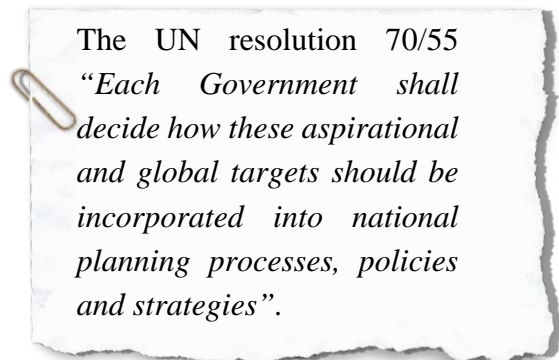 The UN resolution 70/55
“Each Government shall
decide how these aspirational
and global targets should be
incorporated into national
planning processes, policies
and strategies”.